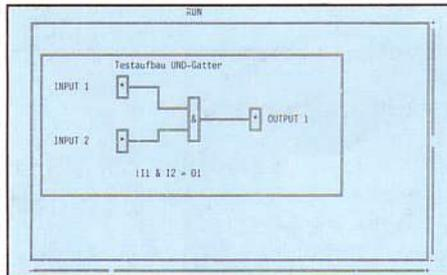 RUN
Testaufbau UND-Gatter
INPUT 1
&
OUTPUT 1
INPUT 2
!I1 & I2 = O1